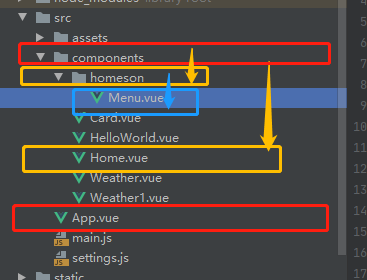 node_modules library root
src
assets
components
homeson
Menu.vue
Card.vue
HelloWorld.vue
Home.vue
Weather.vue
Weather1.vue
App.vue
main.js
settings.js
static
5
6
7
8
9
10
11
12
13
14
15
16
17